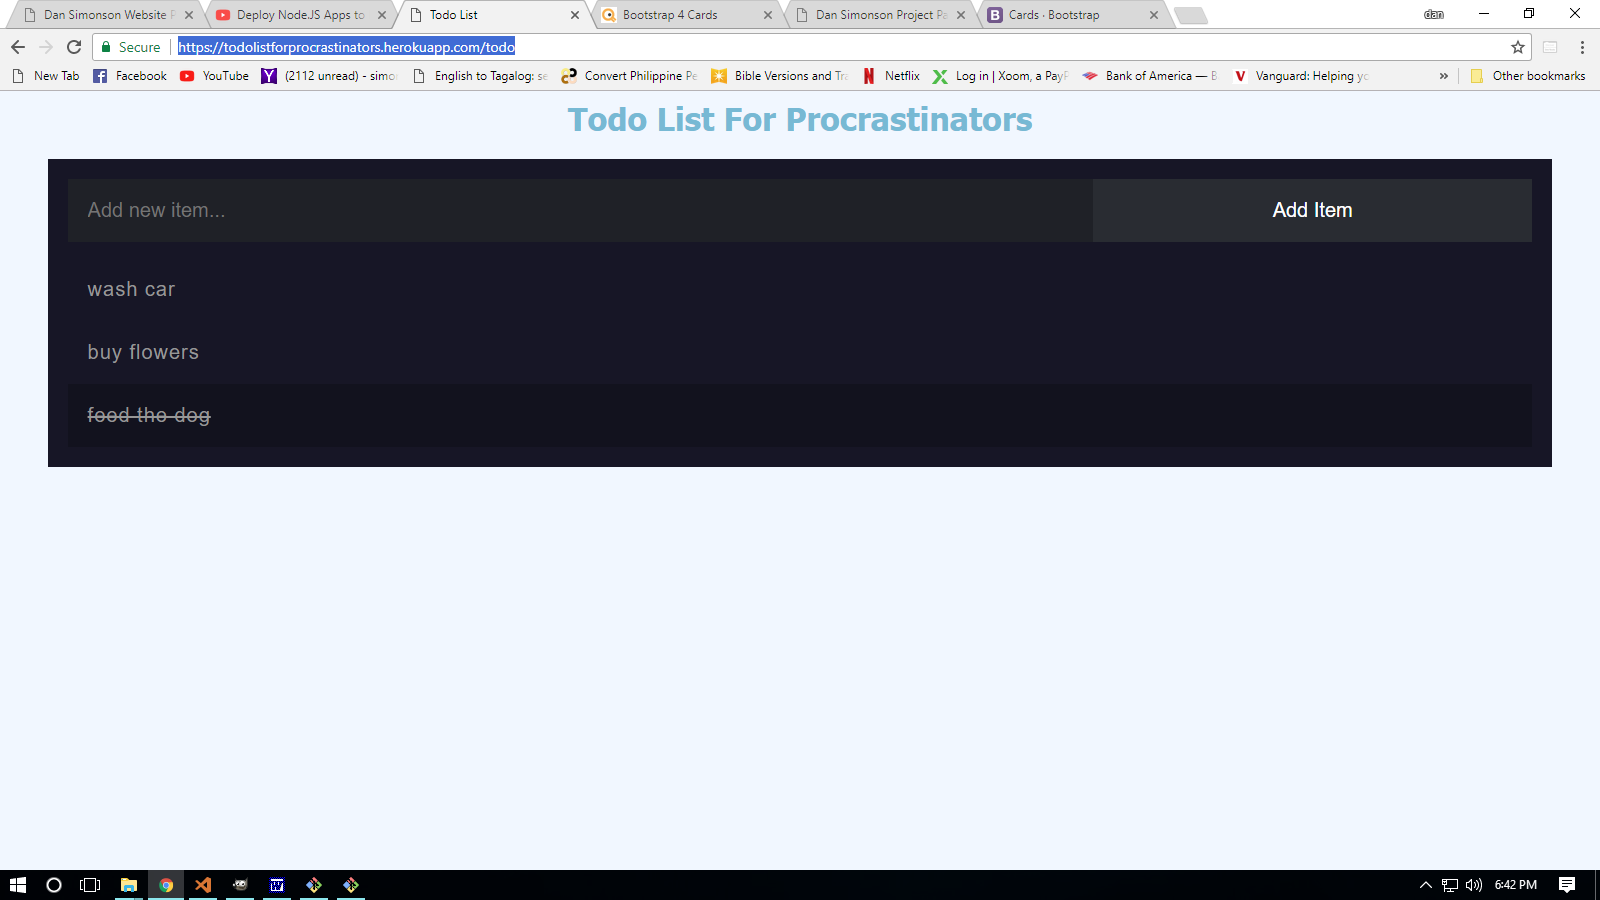 Dan Simonson Website P
Deploy Node.JS Apps to
Todo List
Bootstrap 4 Cards
Dan Simonson Project Pa
Cards · Bootstrap
dan
Secure
https://todolistforprocrastinators.herokuapp.com/todo
New Tab
Facebook
YouTube
(2112 unread) - simo
English to Tagalog: se
Convert Philippine Pe
Bible Versions and Tra
Netflix
Log in | Xoom, a PayP
Bank of America — B
Vanguard: Helping yo
»
Other bookmarks
Todo List For Procrastinators
Add new item...
Add Item
wash car
buy flowers
feed the dog
6:42 PM